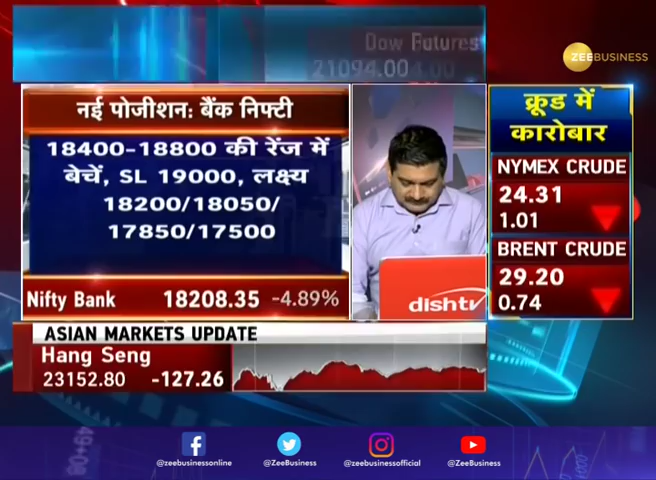 Dow Futures
21094.00
ZEEBUSINESS
नई पोजीशन: बैंक निफ्टी
18400-18800 की रेंज में
बेचें, SL 19000, लक्ष्य
18200/18050/
17850/17500
Nifty Bank 18208.35 -4.89%
dishtv
क्रूड में
कारोबार
NYMEX CRUDE
24.31
1.01
BRENT CRUDE
29.20
0.74
ASIAN MARKETS UPDATE
Hang Seng
23152.80 -127.26
@zeebusinessonline @ZeeBusiness @zeebusinessofficial @ZeeBusiness